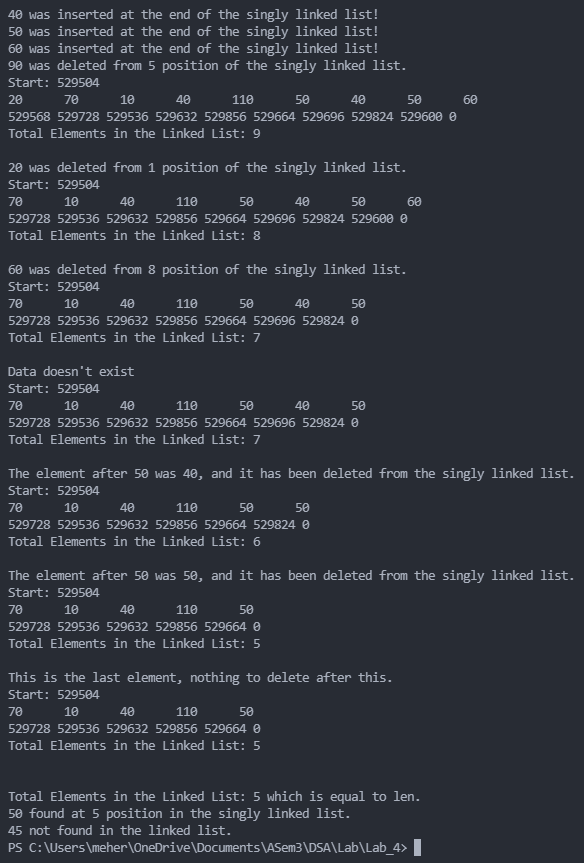 40 was inserted at the end of the singly linked list!
50 was inserted at the end of the singly linked list!
60 was inserted at the end of the singly linked list!
90 was deleted from 5 position of the singly linked list.
Start: 529504
20 70 10 40 110 50 40 50 60
529568 529728 529536 529632 529856 529664 529696 529824 529600 0
Total Elements in the Linked List: 9
20 was deleted from 1 position of the singly linked list.
Start: 529504
70 10 40 110 50 40 50 60
529728 529536 529632 529856 529664 529696 529824 529600 0
Total Elements in the Linked List: 8
60 was deleted from 8 position of the singly linked list.
Start: 529504
70 10 40 110 50 40 50
529728 529536 529632 529856 529664 529696 529824 0
Total Elements in the Linked List: 7
Data doesn't exist
Start: 529504
70 10 40 110 50 40 50
529728 529536 529632 529856 529664 529696 529824 0
Total Elements in the Linked List: 7
The element after 50 was 40, and it has been deleted from the singly linked list.
Start: 529504
70 10 40 110 50 50
529728 529536 529632 529856 529664 529824 0
Total Elements in the Linked List: 6
The element after 50 was 50, and it has been deleted from the singly linked list.
Start: 529504
70 10 40 110 50
529728 529536 529632 529856 529664 0
Total Elements in the Linked List: 5
This is the last element, nothing to delete after this.
Start: 529504
70 10 40 110 50
529728 529536 529632 529856 529664 0
Total Elements in the Linked List: 5
Total Elements in the Linked List: 5 which is equal to len.
50 found at 5 position in the singly linked list.
45 not found in the linked list.
PS C:\Users\meher\OneDrive\Documents\ASem3\DSA\Lab\Lab_4>